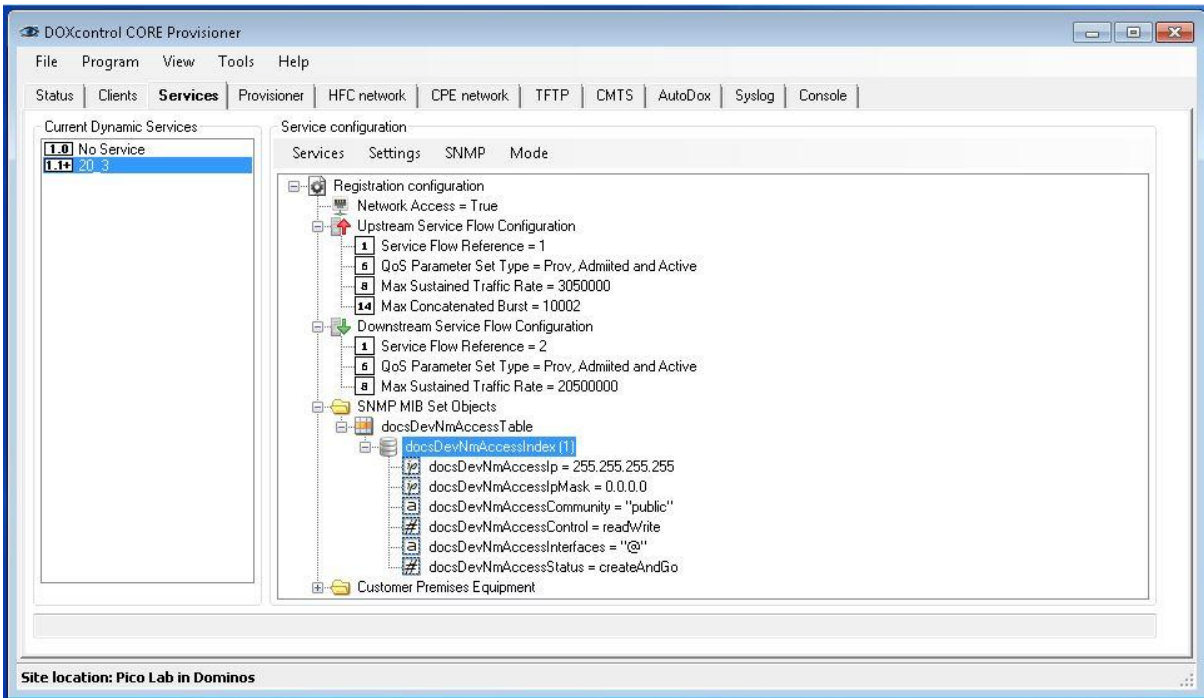 DOXcontrol CORE Provisioner
File Program View Tools Help
Status Clients Services Provisioner HFC network CPE network TFTP CMTS AutoDox Syslog Console
Current Dynamic Services
1.0 No Service
1.1+ 20_3
Service configuration
Services Settings SNMP Mode
Registration configuration
Network Access = True
Upstream Service Flow Configuration
1 Service Flow Reference = 1
6 QoS Parameter Set Type = Prov, Admiited and Active
8 Max Sustained Traffic Rate = 3050000
14 Max Concatenated Burst = 10002
Downstream Service Flow Configuration
1 Service Flow Reference = 2
6 QoS Parameter Set Type = Prov, Admiited and Active
8 Max Sustained Traffic Rate = 20500000
SNMP MIB Set Objects
docsDevNmAccessTable
docsDevNmAccessIndex (1)
ip docsDevNmAccessIp = 255.255.255.255
ip docsDevNmAccessIpMask = 0.0.0.0
a docsDevNmAccessCommunity = "public"
# docsDevNmAccessControl = readWrite
a docsDevNmAccessInterfaces = "@"
# docsDevNmAccessStatus = createAndGo
Customer Premises Equipment
Site location: Pico Lab in Dominos